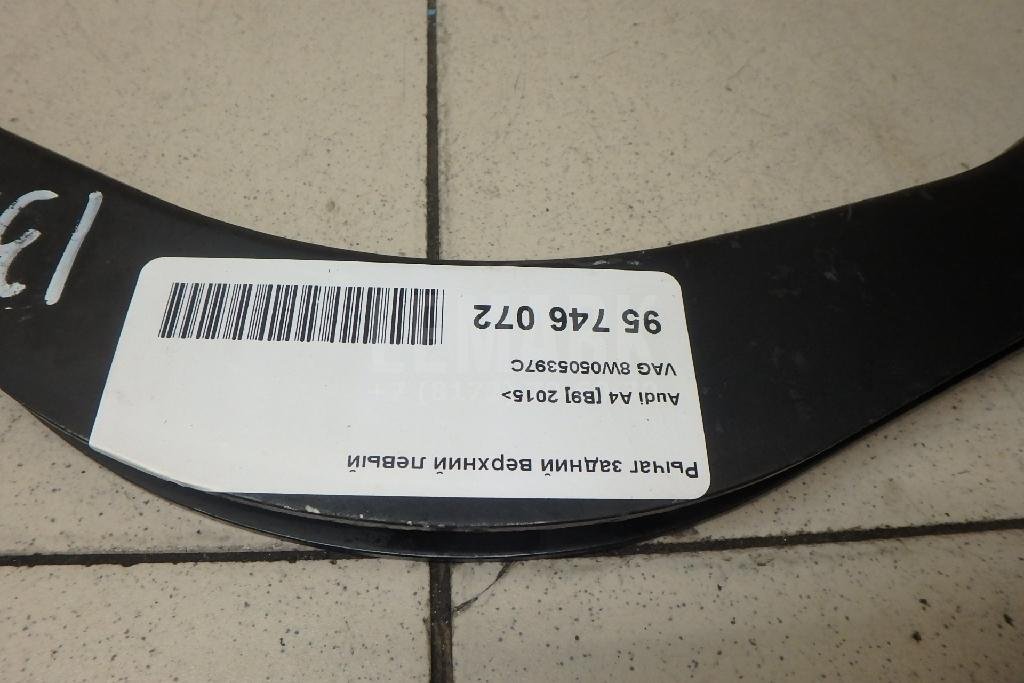 Рычаг задний верхний левый
Audi A4 [B9] 2015>
VAG 8W0505397C
95 746 072